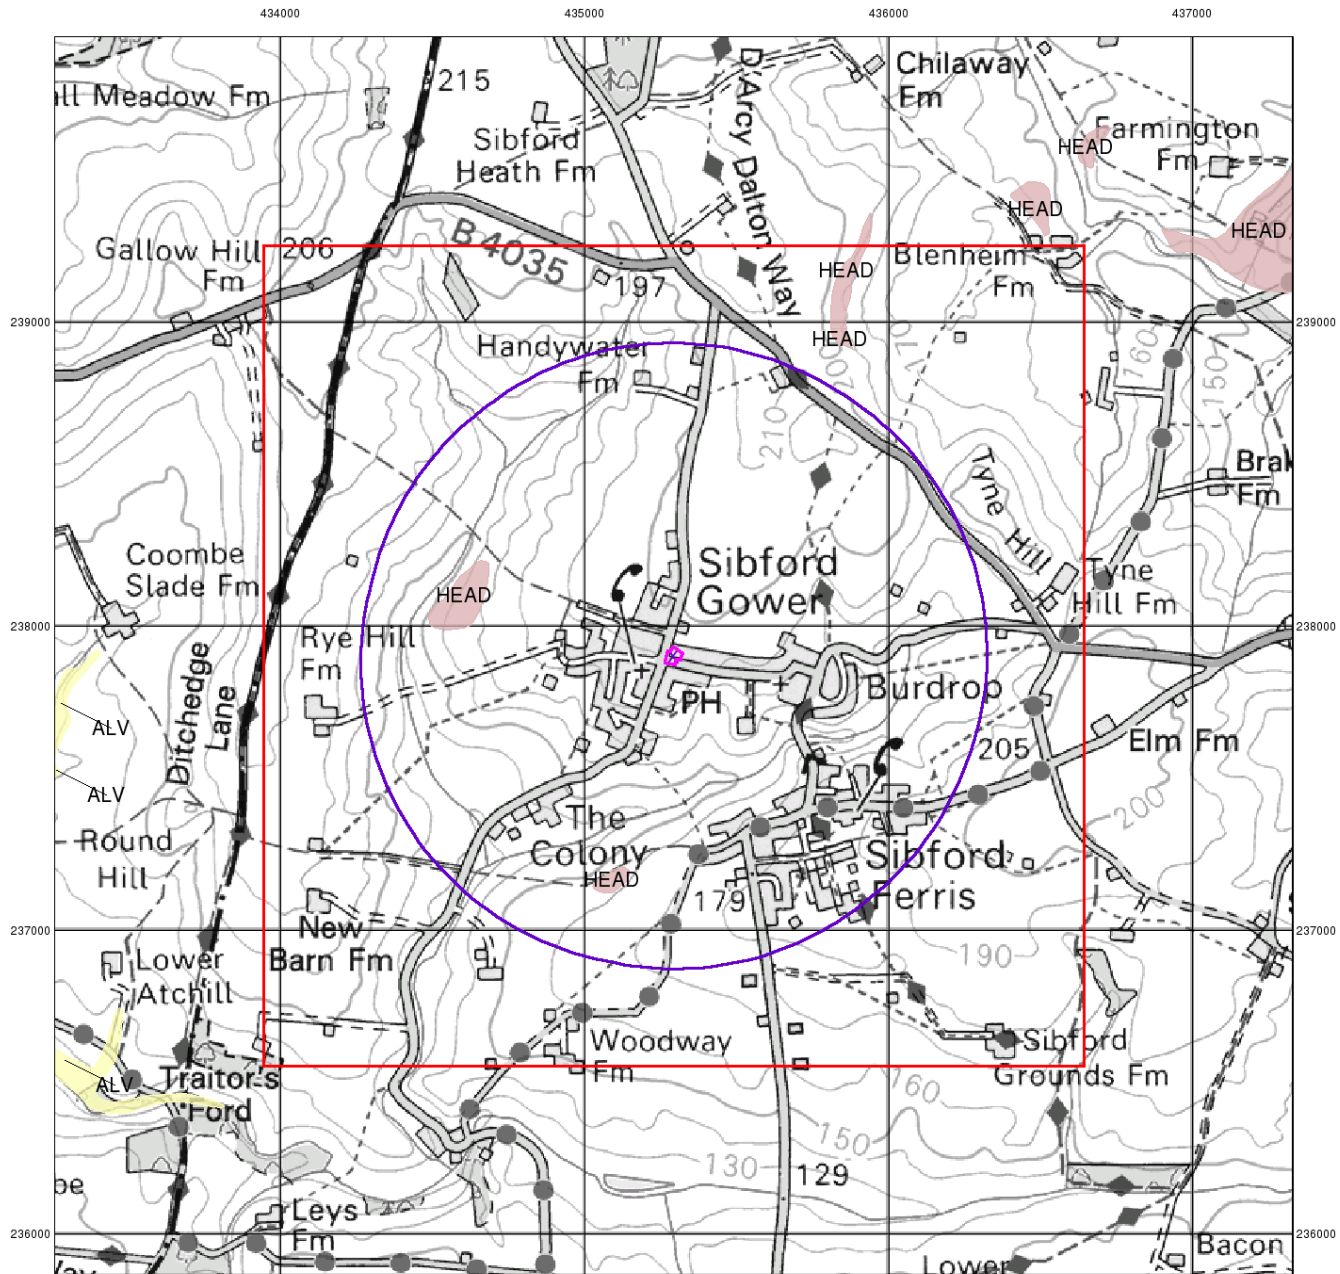 434000
435000
436000
437000
215
ill Meadow Fm
D'Arcy Dalton Way
Chilaway
Fm
Sibford
Heath Fm
Farmington
Fm
HEAD
HEAD
HEAD
Gallow Hill
Fm
206
B 4035
197
HEAD
Blenheim
Fm
239000
239000
HEAD
Handywater
Fm
200
170
160
150
210
Tyne Hill
Brak
Fm
Coombe
Slade Fm
HEAD
Sibford
Gower
Tyne
Hill Fm
238000
238000
Rye Hill
Fm
Ditchedge
Lane
PH
Burdrop
ALV
205
Elm Fm
ALV
200
The
Colony
Round
Hill
HEAD
Sibford
Ferris
179
237000
237000
New
Barn Fm
190
Lower
Atchill
Woodway
Fm
Sibford
Grounds Fm
ALV
Traitor's
Ford
160
150
130
129
be
Leys
Fm
236000
236000
Bacon
Lower
Way